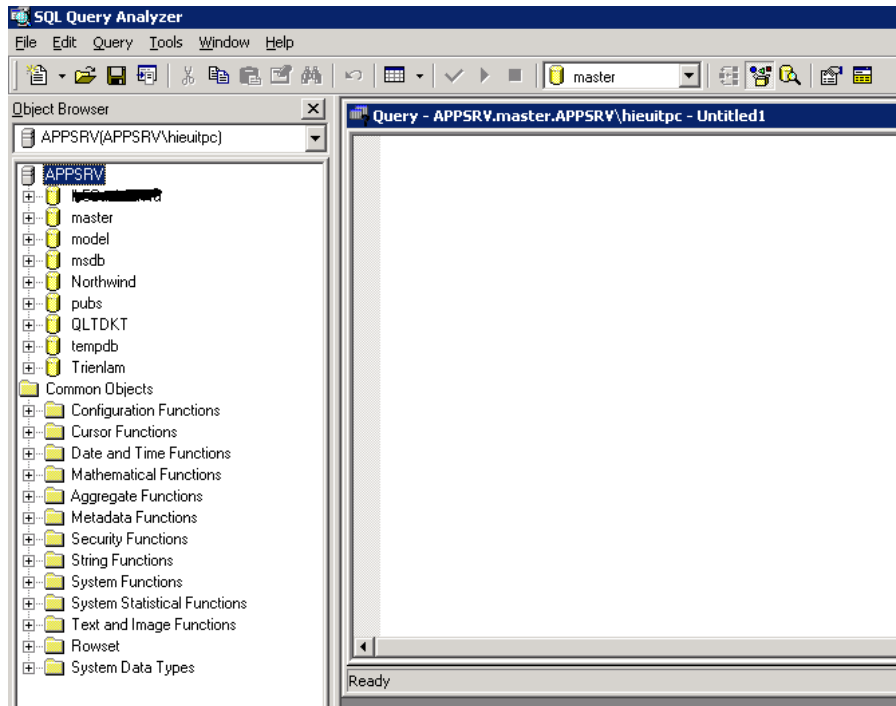 SQL Query Analyzer
File Edit Query Tools Window Help
master
Object Browser
APPSRV(APPSRV\hieuitpc)
Query - APPSRV.master.APPSRV\hieuitpc - Untitled1
APPSRV
master
model
msdb
Northwind
pubs
QLTDKT
tempdb
Trienlam
Common Objects
Configuration Functions
Cursor Functions
Date and Time Functions
Mathematical Functions
Aggregate Functions
Metadata Functions
Security Functions
String Functions
System Functions
System Statistical Functions
Text and Image Functions
Rowset
System Data Types
Ready